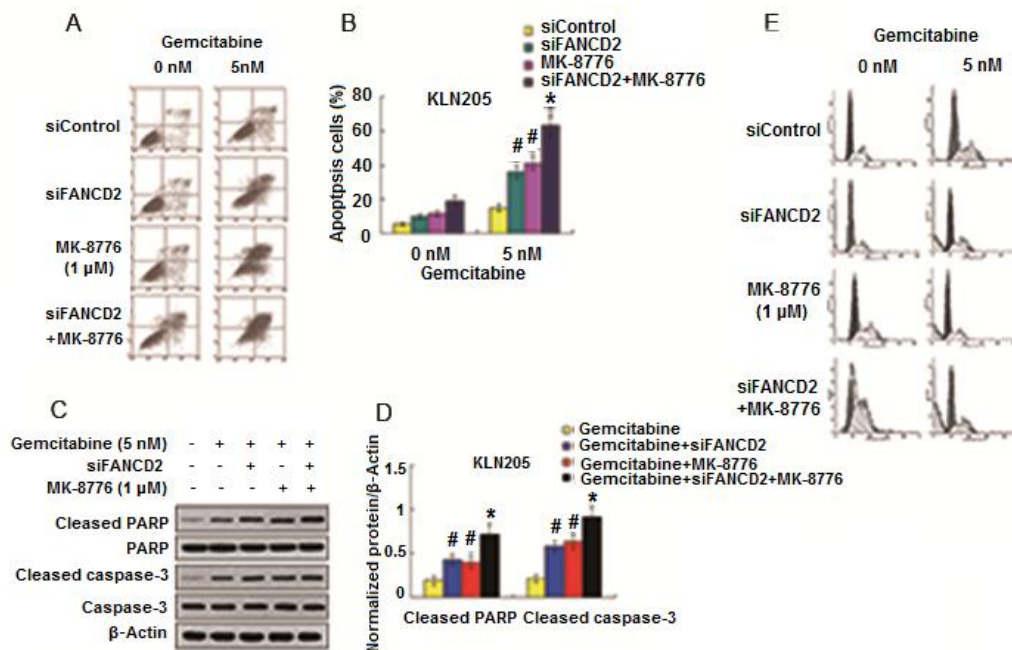 A
Gemcitabine
0 nM 5nM
siControl
siFANCD2
MK-8776
(1 µM)
siFANCD2
+MK-8776
B
siControl
siFANCD2
MK-8776
siFANCD2+MK-8776
KLN205
Apoptpsis cells (%)
80
60
40
20
0
# # *
0 nM 5 nM
Gemcitabine
E
Gemcitabine
0 nM 5 nM
siControl
siFANCD2
MK-8776
(1 µM)
siFANCD2
+MK-8776
C
Gemcitabine (5 nM) - + + + +
siFANCD2 - - + - +
MK-8776 (1 µM) - - - + +
Cleased PARP
PARP
Cleased caspase-3
Caspase-3
β-Actin
D
Gemcitabine
Gemcitabine+siFANCD2
Gemcitabine+MK-8776
Gemcitabine+siFANCD2+MK-8776
KLN205
Normalized protein/β-Actin
1.5
1
0.5
0
# # *
# # *
Cleased PARP Cleased caspase-3